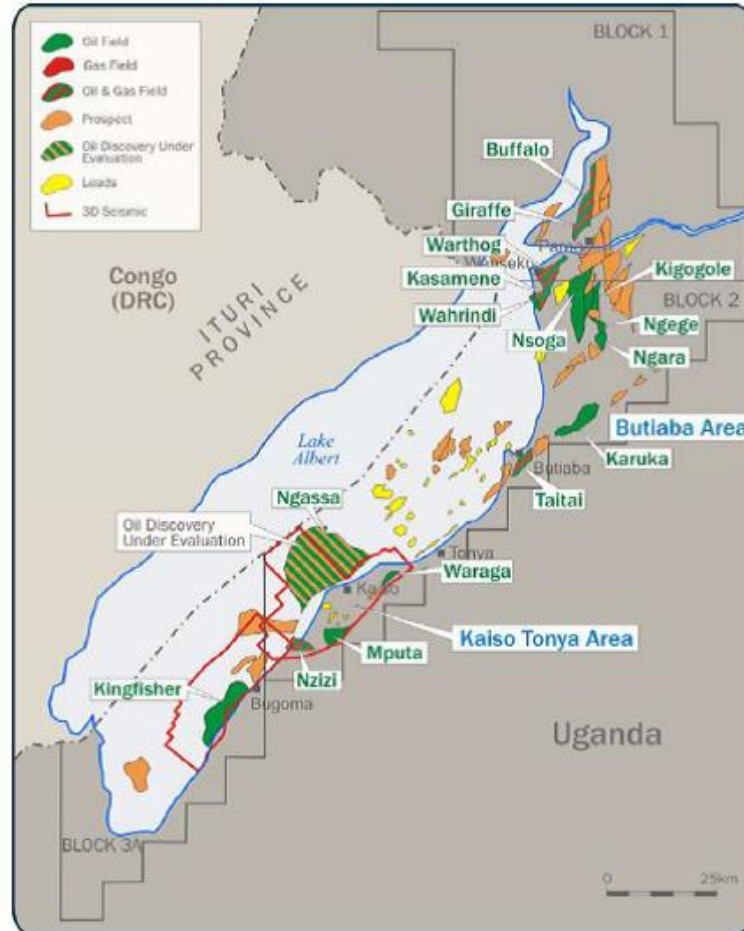 Oil Field
Gas Field
Oil & Gas Field
Prospect
Oil Discovery Under
Evaluation
Leads
3D Seismic
BLOCK 1
Buffalo
Giraffe
Warthog
Kasamene
Wahrindi
Kigogole
BLOCK 2
Ngege
Nsoga
Ngara
Congo
(DRC)
ITURI
PROVINCE
Butiaba Area
Lake
Albert
Karuka
Butiaba
Taitai
Ngassa
Oil Discovery
Under Evaluation
Tonya
Waraga
Kaiso Tonya Area
Mputa
Nzizi
Kingfisher
Bugoma
Uganda
BLOCK 3A
0 25km